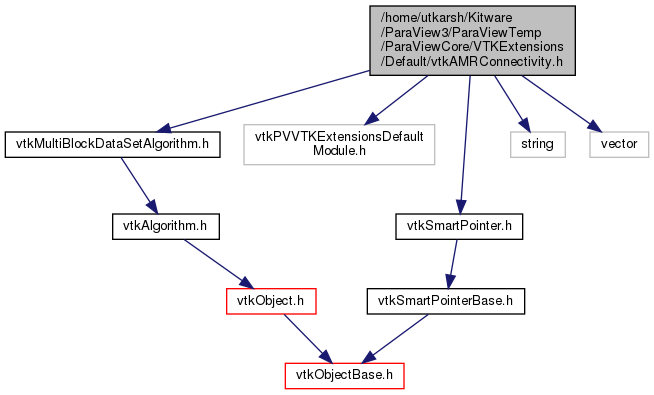 /home/utkarsh/Kitware
/ParaView3/ParaViewTemp
/ParaViewCore/VTKExtensions
/Default/vtkAMRConnectivity.h
vtkMultiBlockDataSetAlgorithm.h
vtkPVVTKExtensionsDefault
Module.h
string
vector
vtkAlgorithm.h
vtkSmartPointer.h
vtkObject.h
vtkSmartPointerBase.h
vtkObjectBase.h